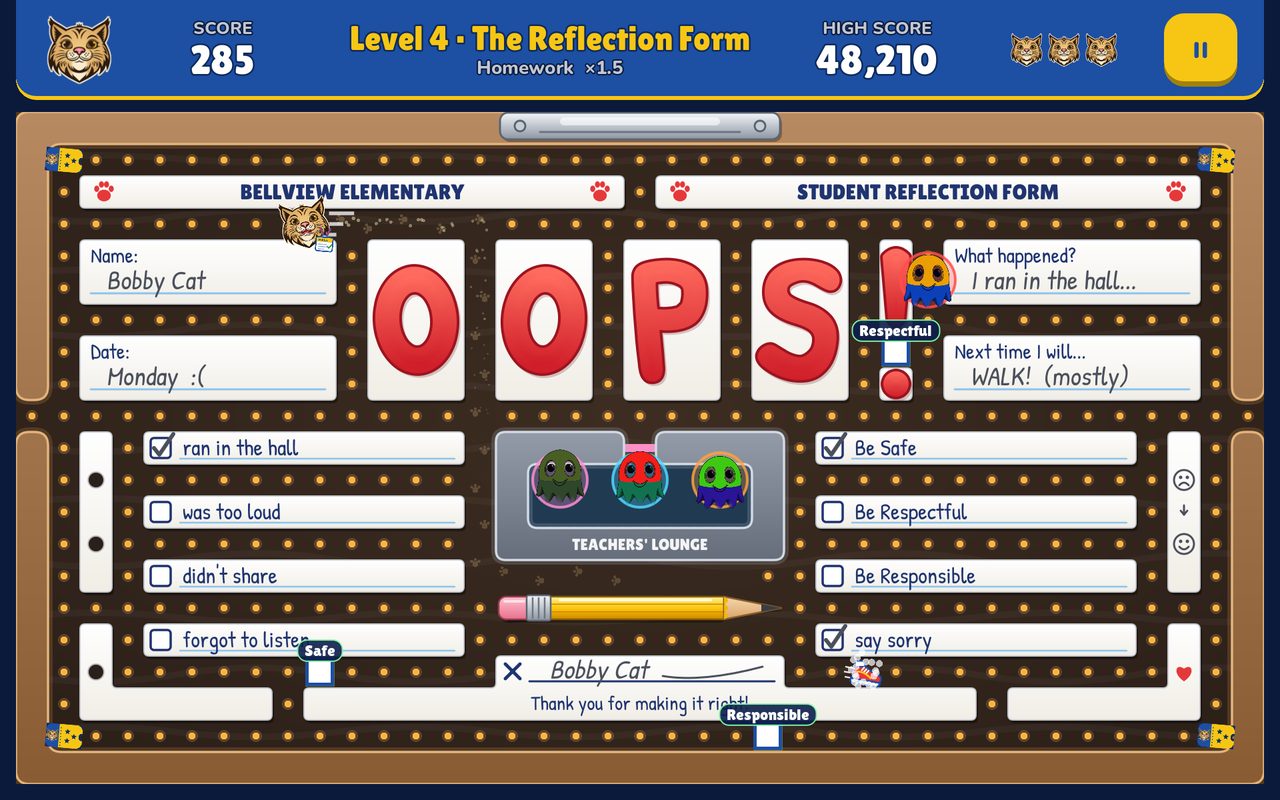 SCORE
285
Level 4 · The Reflection Form
Homework ×1.5
HIGH SCORE
48,210
BELLVIEW ELEMENTARY
STUDENT REFLECTION FORM
Name:
Bobby Cat
Date:
Monday :(
OOPS!
What happened?
I ran in the hall...
Respectful
Next time I will...
WALK! (mostly)
ran in the hall
was too loud
didn't share
forgot to listen
Safe
TEACHERS' LOUNGE
Be Safe
Be Respectful
Be Responsible
say sorry
Bobby Cat
Thank you for making it right!
Responsible